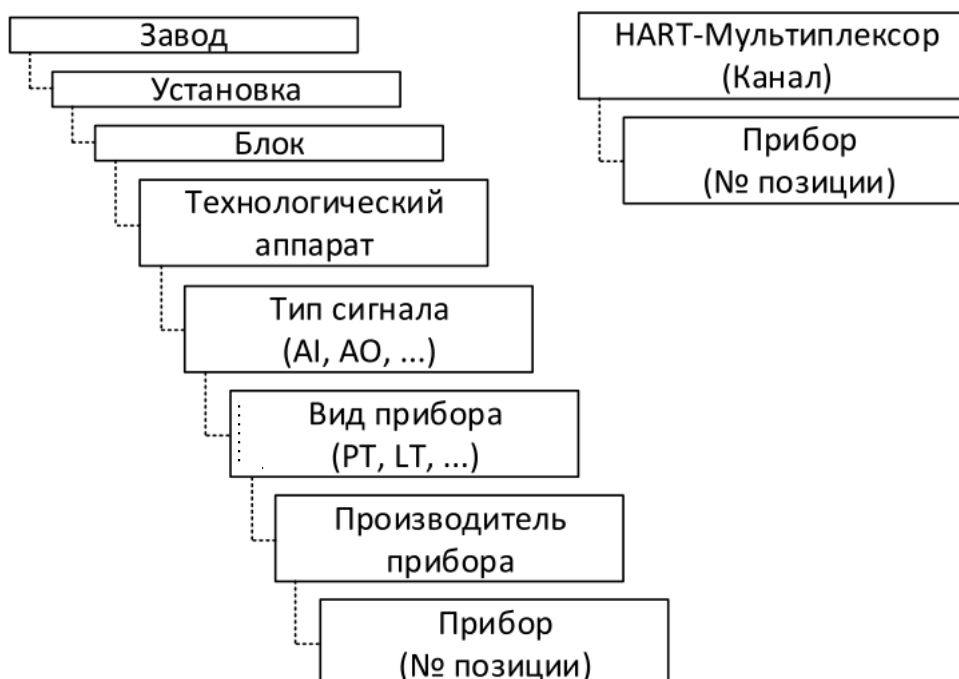 Завод
Установка
Блок
Технологический
аппарат
Тип сигнала
(AI, AO, ...)
Вид прибора
(PT, LT, ...)
Производитель
прибора
Прибор
(№ позиции)
HART-Мультиплексор
(Канал)
Прибор
(№ позиции)